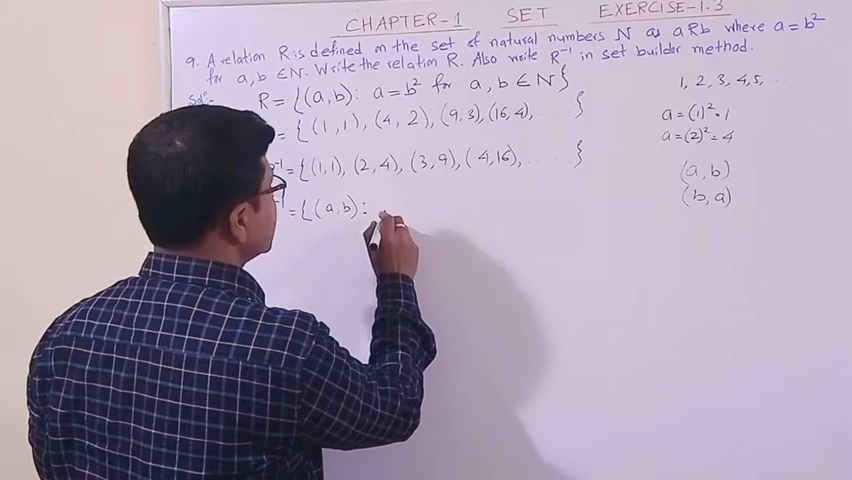 CHAPTER-1 SET EXERCISE-1.3
9. A relation R is defined on the set of natural numbers N as aRb where a = b²
for a, b ∈ N. Write the relation R. Also write R⁻¹ in set builder method.
Solⁿ:-
R = {(a, b): a = b² for a, b ∈ N}
= {(1, 1), (4, 2), (9, 3), (16, 4), ..... }
⁻¹ = {(1, 1), (2, 4), (3, 9), (4, 16), ...... }
⁻¹ = {(a, b):
1, 2, 3, 4, 5, .....
a = (1)² = 1
a = (2)² = 4
(a, b)
(b, a)